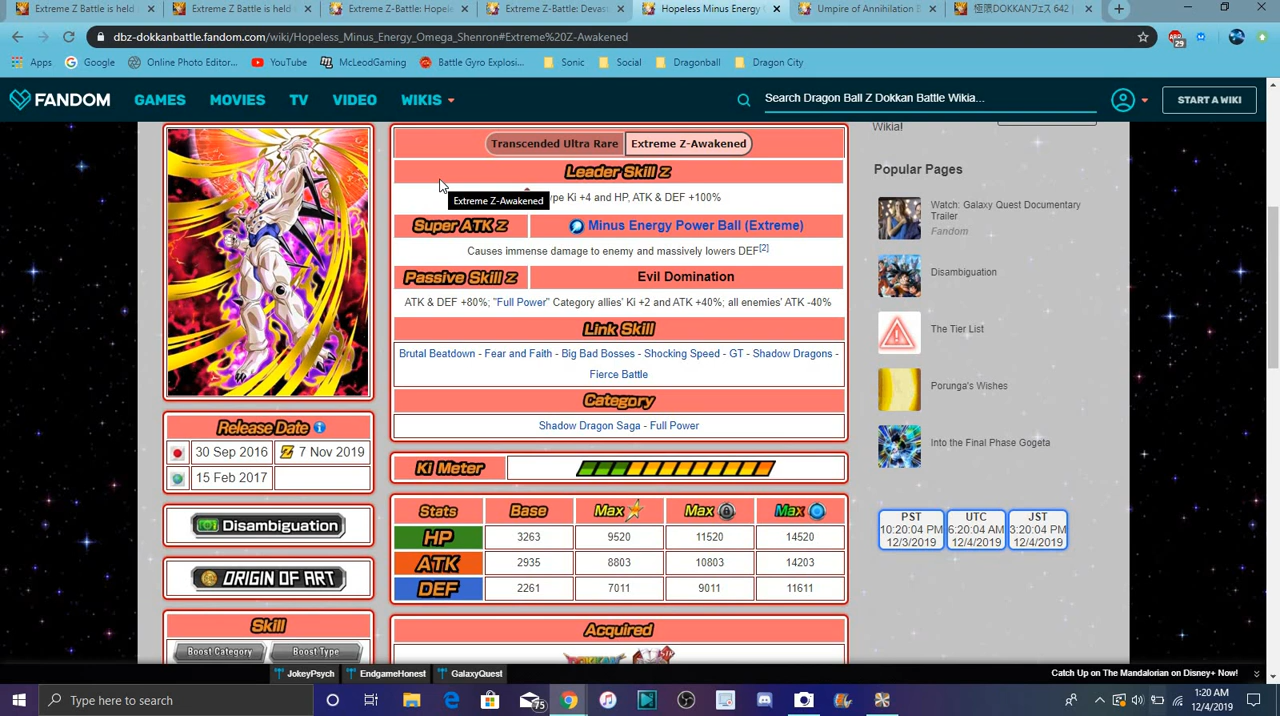 Extreme Z Battle is held
Extreme Z Battle is held
Extreme Z-Battle: Hopele
Extreme Z-Battle: Devast
Hopeless Minus Energy
Umpire of Annihilation B
極限DOKKANフェス 642 |
dbz-dokkanbattle.fandom.com/wiki/Hopeless_Minus_Energy_Omega_Shenron#Extreme%20Z-Awakened
29
Apps
Google
Online Photo Editor...
YouTube
McLeodGaming
Battle Gyro Explosi...
Sonic
Social
Dragonball
Dragon City
FANDOM
GAMES
MOVIES
TV
VIDEO
WIKIS
Search Dragon Ball Z Dokkan Battle Wikia...
START A WIKI
Wikia!
Transcended Ultra Rare
Extreme Z-Awakened
Leader Skill Z
Extreme Z-Awakened
ype Ki +4 and HP, ATK & DEF +100%
Super ATK Z
Minus Energy Power Ball (Extreme)
Causes immense damage to enemy and massively lowers DEF[2]
Passive Skill Z
Evil Domination
ATK & DEF +80%; "Full Power" Category allies' Ki +2 and ATK +40%; all enemies' ATK -40%
Link Skill
Brutal Beatdown - Fear and Faith - Big Bad Bosses - Shocking Speed - GT - Shadow Dragons -
Fierce Battle
Category
Shadow Dragon Saga - Full Power
Ki Meter
Stats Base Max Max Max
HP 3263 9520 11520 14520
ATK 2935 8803 10803 14203
DEF 2261 7011 9011 11611
Acquired
Release Date
30 Sep 2016 Z 7 Nov 2019
15 Feb 2017
Disambiguation
ORIGIN OF ART
Skill
Boost Category
Boost Type
Popular Pages
Watch: Galaxy Quest Documentary
Trailer
Fandom
Disambiguation
The Tier List
Porunga's Wishes
Into the Final Phase Gogeta
PST UTC JST
10:20:04 PM 6:20:04 AM 3:20:04 PM
12/3/2019 12/4/2019 12/4/2019
JokeyPsych
EndgameHonest
GalaxyQuest
Catch Up on The Mandalorian on Disney+ Now!
Type here to search
75
1:20 AM
12/4/2019